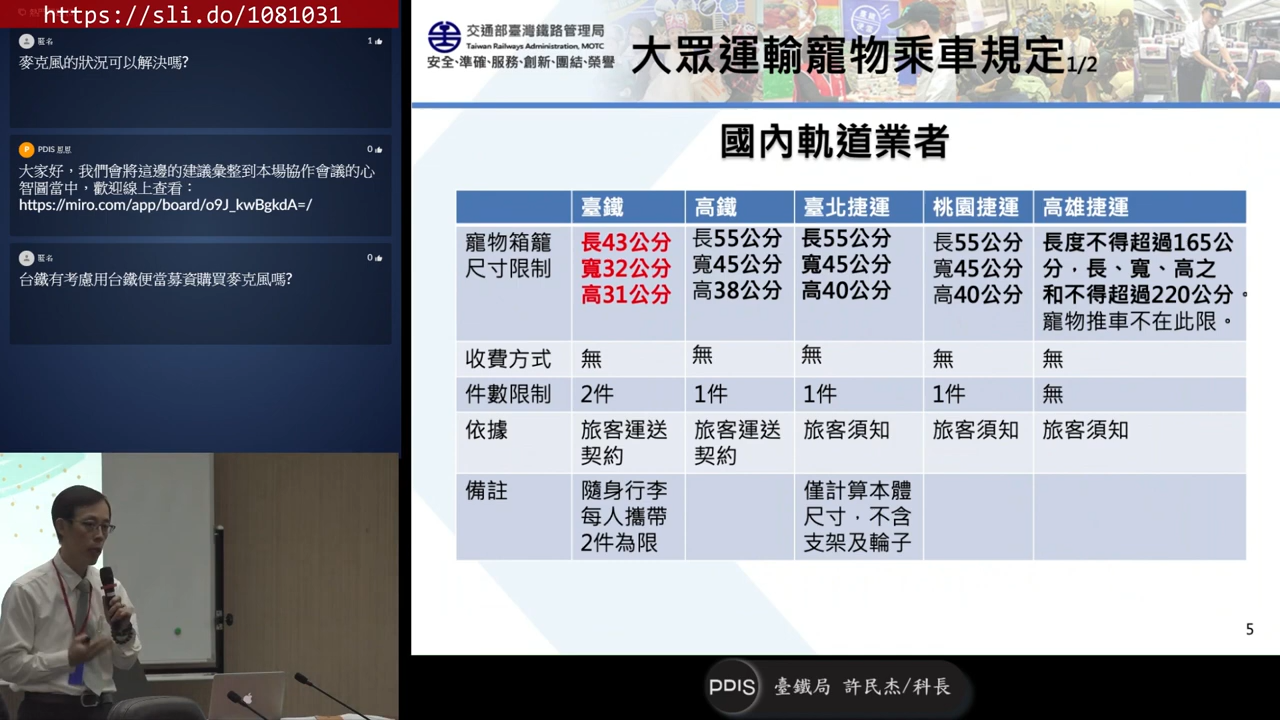 https://sli.do/1081031
匿名
1
麥克風的狀況可以解決嗎?
P
PDIS 恩恩
0
大家好，我們會將這邊的建議彙整到本場協作會議的心
智圖當中，歡迎線上查看：
https://miro.com/app/board/o9J_kwBgkdA=/
匿名
0
台鐵有考慮用台鐵便當募資購買麥克風嗎?
交通部臺灣鐵路管理局
Taiwan Railways Administration, MOTC
安全、準確、服務、創新、團結、榮譽
大眾運輸寵物乘車規定1/2
國內軌道業者
臺鐵 高鐵 臺北捷運 桃園捷運 高雄捷運
寵物箱籠
尺寸限制
長43公分
寬32公分
高31公分
長55公分
寬45公分
高38公分
長55公分
寬45公分
高40公分
長55公分
寬45公分
高40公分
長度不得超過165公
分，長、寬、高之
和不得超過220公分。
寵物推車不在此限。
收費方式 無 無 無 無 無
件數限制 2件 1件 1件 1件 無
依據
旅客運送
契約
旅客運送
契約
旅客須知
旅客須知
旅客須知
備註
隨身行李
每人攜帶
2件為限
僅計算本體
尺寸，不含
支架及輪子
5
PDIS 臺鐵局 許民杰/科長